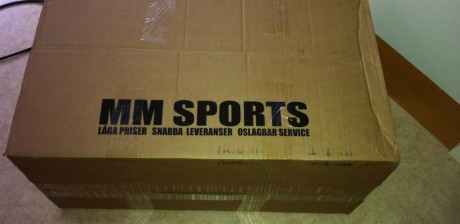 MM SPORTS
LÅGA PRISER SNABBA LEVERANSER OSLAGBAR SERVICE